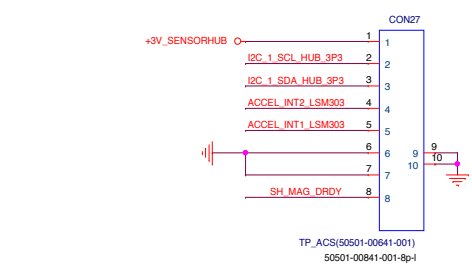 CON27
+3V_SENSORHUB 1 1
I2C_1_SCL_HUB_3P3 2 2
I2C_1_SDA_HUB_3P3 3 3
ACCEL_INT2_LSM303 4 4
ACCEL_INT1_LSM303 5 5
6 6 9 9
7 7 10 10
SH_MAG_DRDY 8 8
TP_ACS(50501-00641-001)
50501-00841-001-8p-l